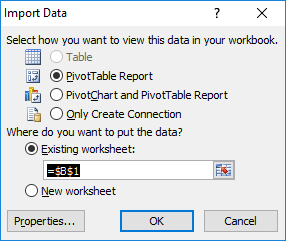 Import Data
Select how you want to view this data in your workbook.
Table
PivotTable Report
PivotChart and PivotTable Report
Only Create Connection
Where do you want to put the data?
Existing worksheet:
=$B$1
New worksheet
Properties... OK Cancel